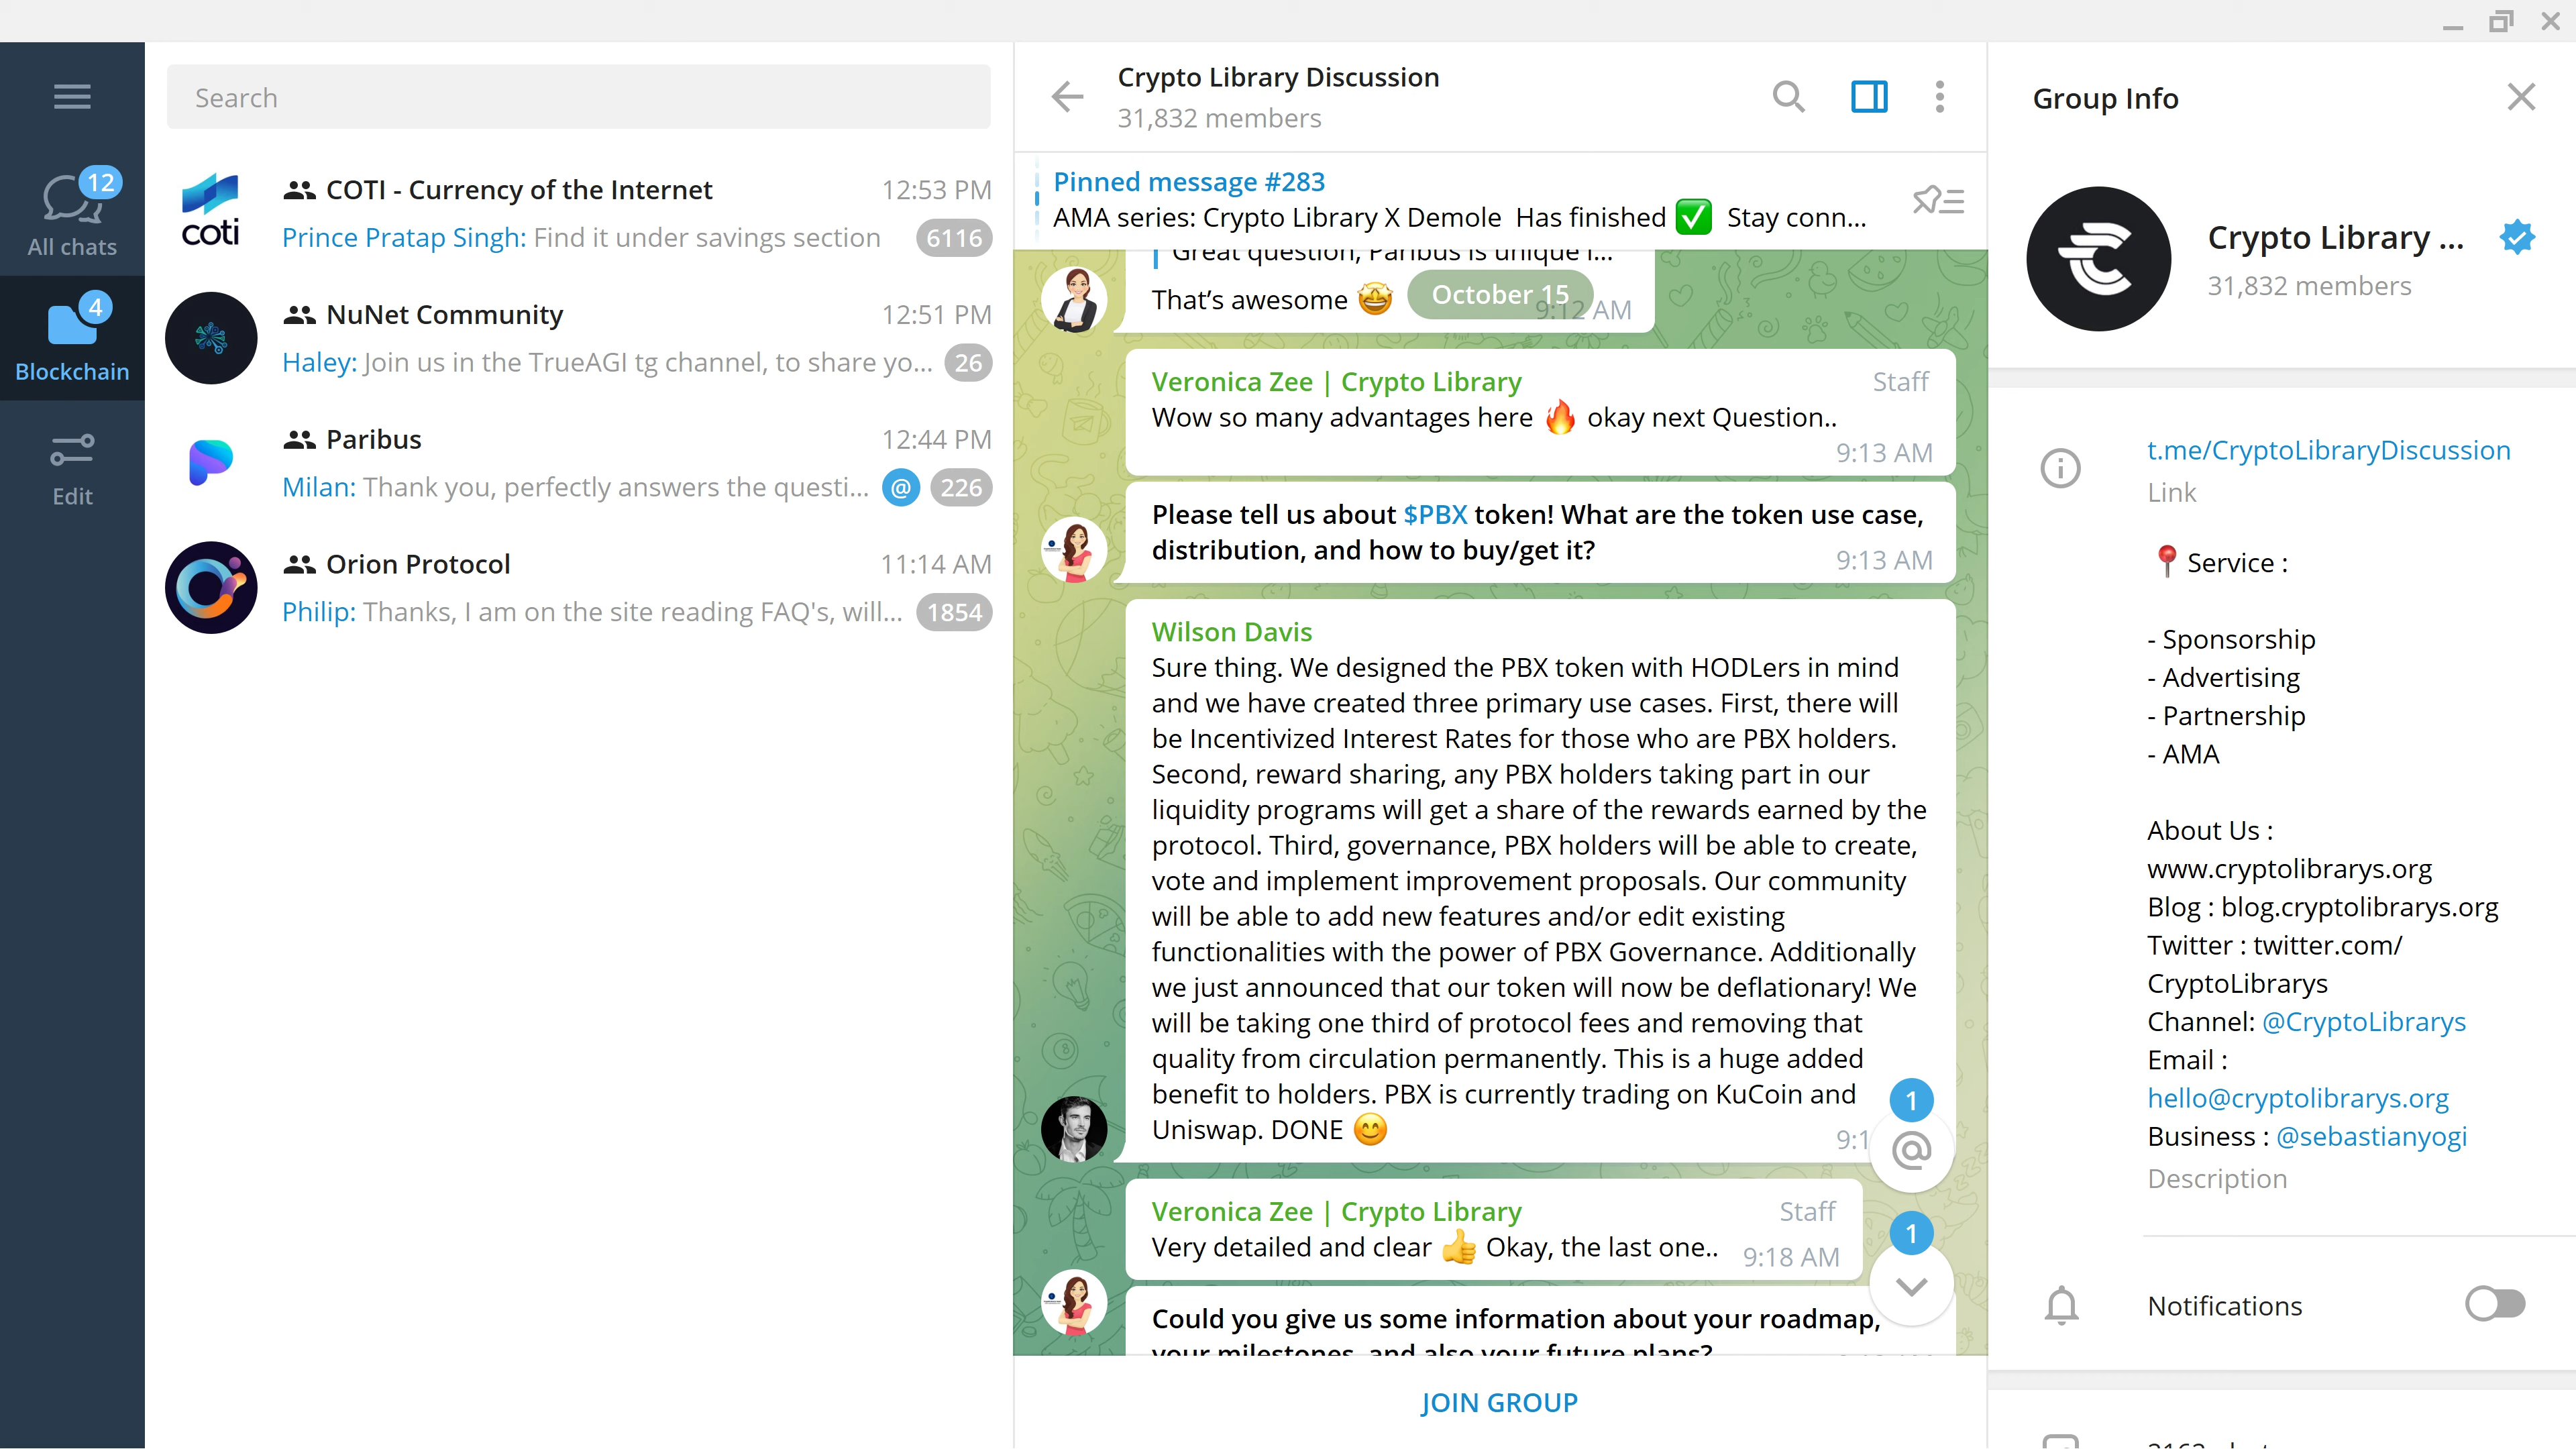 12
All chats
4
Blockchain
Edit
Search
coti
COTI - Currency of the Internet
12:53 PM
Prince Pratap Singh: Find it under savings section
6116
NuNet Community
12:51 PM
Haley: Join us in the TrueAGI tg channel, to share yo...
26
Paribus
12:44 PM
Milan: Thank you, perfectly answers the questi...
@
226
Orion Protocol
11:14 AM
Philip: Thanks, I am on the site reading FAQ's, will...
1854
Crypto Library Discussion
31,832 members
Pinned message #283
AMA series: Crypto Library X Demole Has finished ✅ Stay conn...
Great question, Paribus is unique i...
That's awesome 🤩
9:12 AM
October 15
Veronica Zee | Crypto Library
Staff
Wow so many advantages here 🔥 okay next Question..
9:13 AM
Please tell us about $PBX token! What are the token use case,
distribution, and how to buy/get it?
9:13 AM
Wilson Davis
Sure thing. We designed the PBX token with HODLers in mind
and we have created three primary use cases. First, there will
be Incentivized Interest Rates for those who are PBX holders.
Second, reward sharing, any PBX holders taking part in our
liquidity programs will get a share of the rewards earned by the
protocol. Third, governance, PBX holders will be able to create,
vote and implement improvement proposals. Our community
will be able to add new features and/or edit existing
functionalities with the power of PBX Governance. Additionally
we just announced that our token will now be deflationary! We
will be taking one third of protocol fees and removing that
quality from circulation permanently. This is a huge added
benefit to holders. PBX is currently trading on KuCoin and
Uniswap. DONE 😊
9:1
1
@
Veronica Zee | Crypto Library
Staff
Very detailed and clear 👍 Okay, the last one..
9:18 AM
1
Could you give us some information about your roadmap,
your milestones, and also your future plans?
JOIN GROUP
Group Info
Crypto Library ...
31,832 members
t.me/CryptoLibraryDiscussion
Link
📍 Service :
- Sponsorship
- Advertising
- Partnership
- AMA
About Us :
www.cryptolibrarys.org
Blog : blog.cryptolibrarys.org
Twitter : twitter.com/
CryptoLibrarys
Channel: @CryptoLibrarys
Email :
hello@cryptolibrarys.org
Business : @sebastianyogi
Description
Notifications